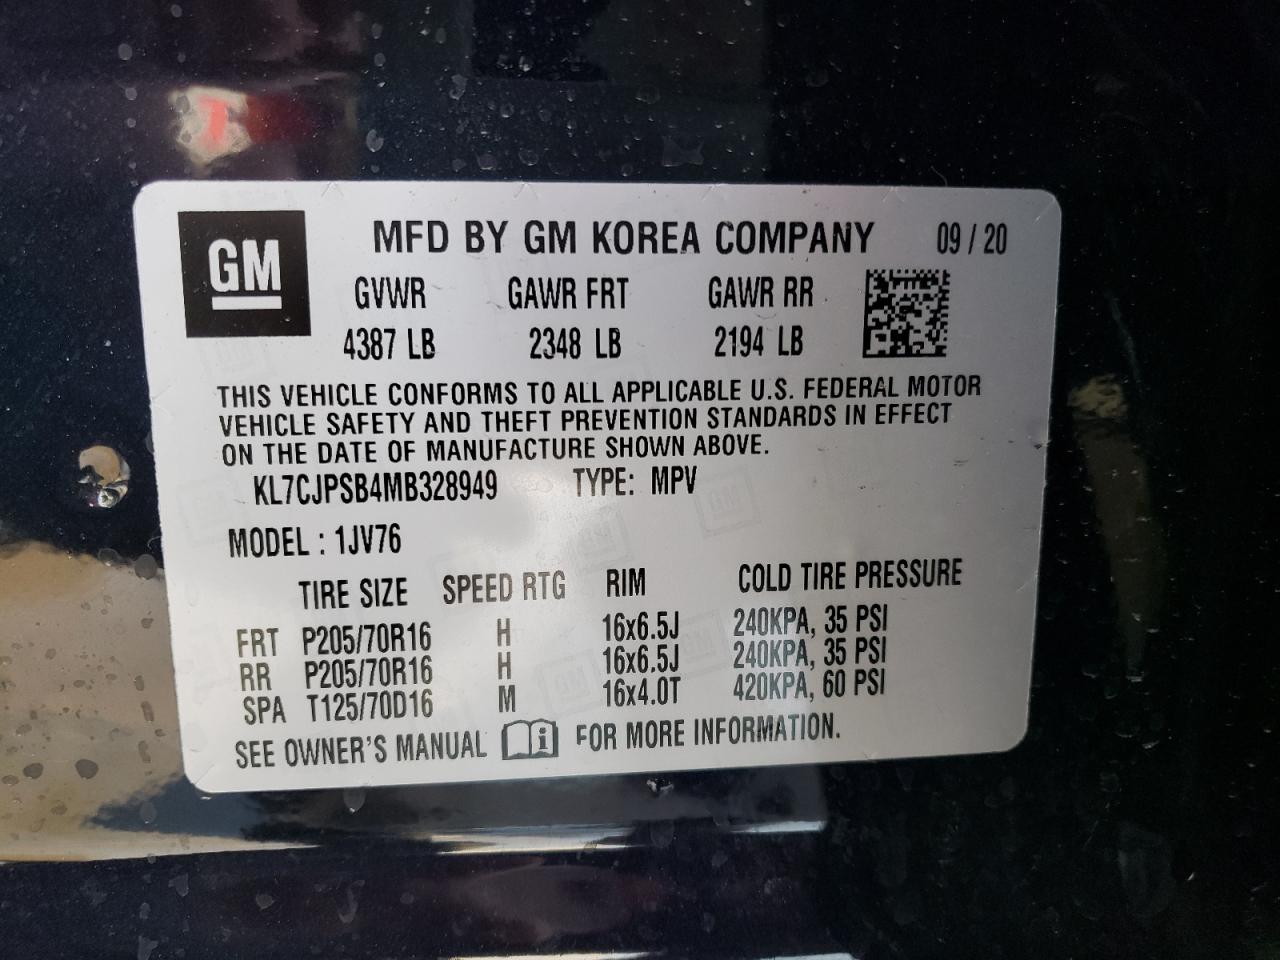 GM
MFD BY GM KOREA COMPANY 09/20
GVWR GAWR FRT GAWR RR
4387 LB 2348 LB 2194 LB
THIS VEHICLE CONFORMS TO ALL APPLICABLE U.S. FEDERAL MOTOR
VEHICLE SAFETY AND THEFT PREVENTION STANDARDS IN EFFECT
ON THE DATE OF MANUFACTURE SHOWN ABOVE.
KL7CJPSB4MB328949 TYPE: MPV
MODEL : 1JV76
TIRE SIZE SPEED RTG RIM COLD TIRE PRESSURE
FRT P205/70R16 H 16x6.5J 240KPA, 35 PSI
RR P205/70R16 H 16x6.5J 240KPA, 35 PSI
SPA T125/70D16 M 16x4.0T 420KPA, 60 PSI
SEE OWNER'S MANUAL FOR MORE INFORMATION.